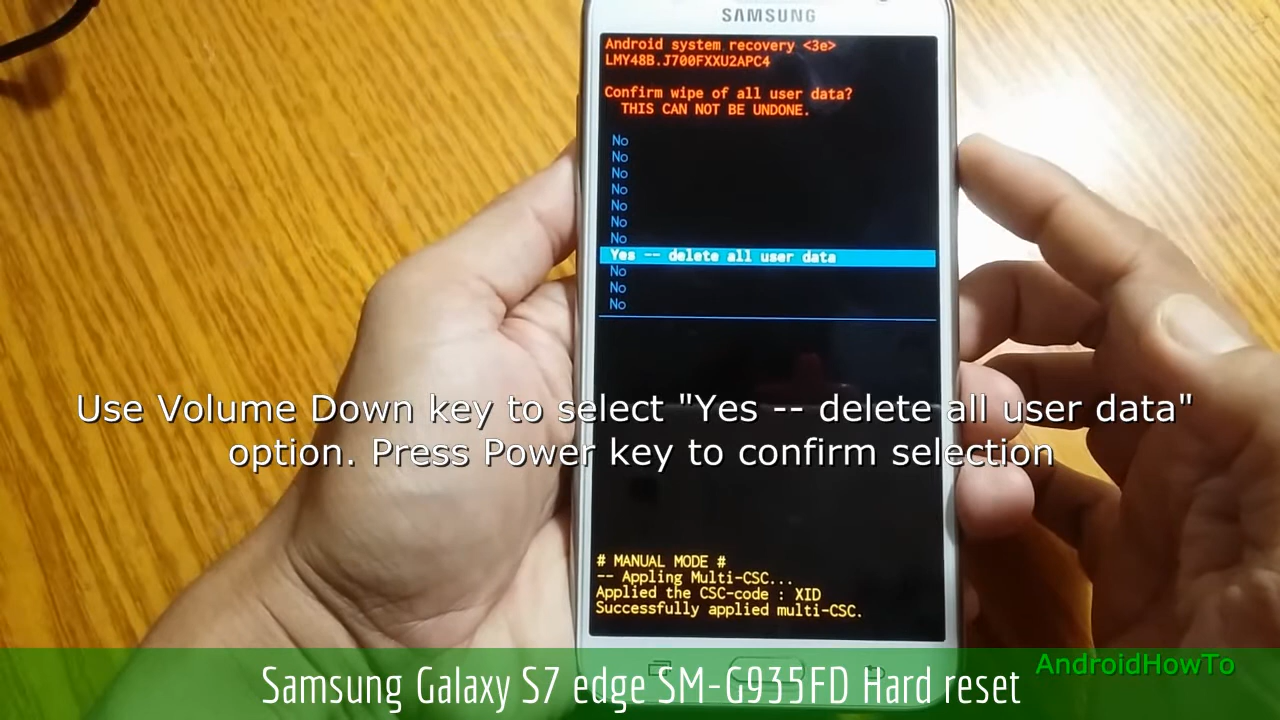 SAMSUNG
Android system recovery <3e>
LMY48B.J700FXXU2APC4
Confirm wipe of all user data?
THIS CAN NOT BE UNDONE.
No
No
No
No
No
No
No
Yes -- delete all user data
No
No
No
Use Volume Down key to select "Yes -- delete all user data"
option. Press Power key to confirm selection
# MANUAL MODE #
-- Appling Multi-CSC...
Applied the CSC-code : XID
Successfully applied multi-CSC.
AndroidHowTo
Samsung Galaxy S7 edge SM-G935FD Hard reset